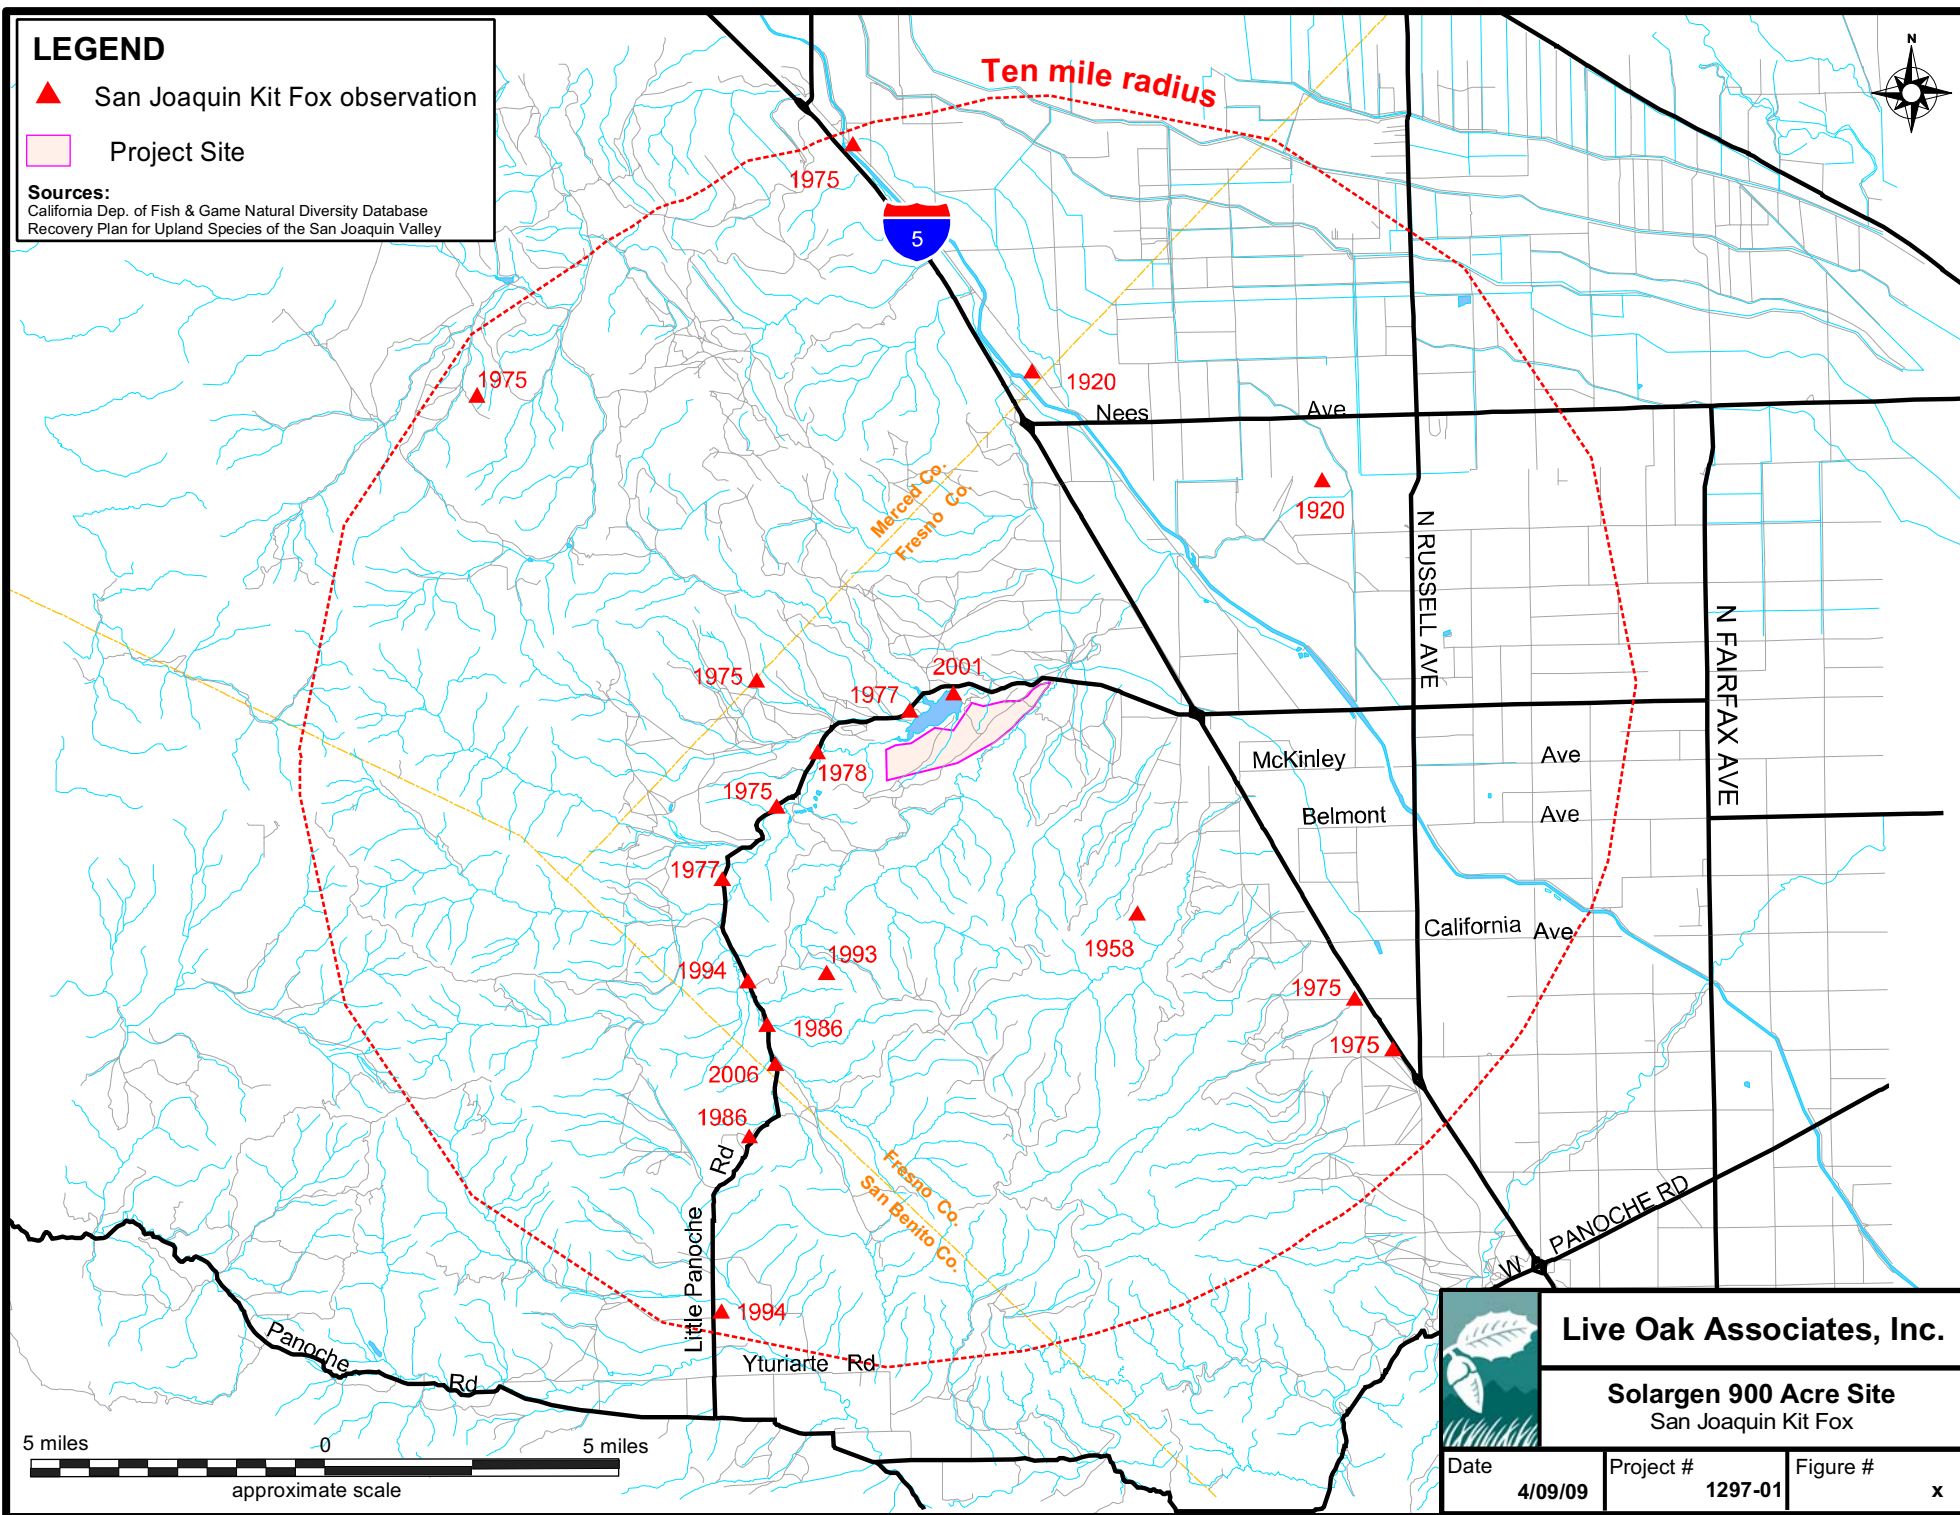 LEGEND
San Joaquin Kit Fox observation
Project Site
Sources:
California Dep. of Fish & Game Natural Diversity Database
Recovery Plan for Upland Species of the San Joaquin Valley
Ten mile radius
N
1975
5
1975
1920
Nees Ave
1920
Merced Co.
Fresno Co.
N RUSSELL AVE
N FAIRFAX AVE
1975
2001
1977
1978
1975
McKinley Ave
Belmont Ave
1977
1958
California Ave
1993
1994
1975
1986
1975
2006
1986
Rd
Little Panoche
Fresno Co.
San Benito Co.
W PANOCHE RD
1994
Yturiarte Rd
Panoche Rd
5 miles 0 5 miles
approximate scale
Live Oak Associates, Inc.
Solargen 900 Acre Site
San Joaquin Kit Fox
Date
4/09/09
Project #
1297-01
Figure #
x